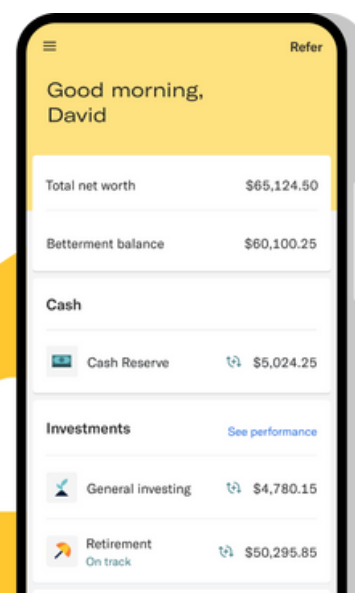 Refer
Good morning,
David
Total net worth $65,124.50
Betterment balance $60,100.25
Cash
Cash Reserve $5,024.25
Investments See performance
General investing $4,780.15
Retirement $50,295.85
On track